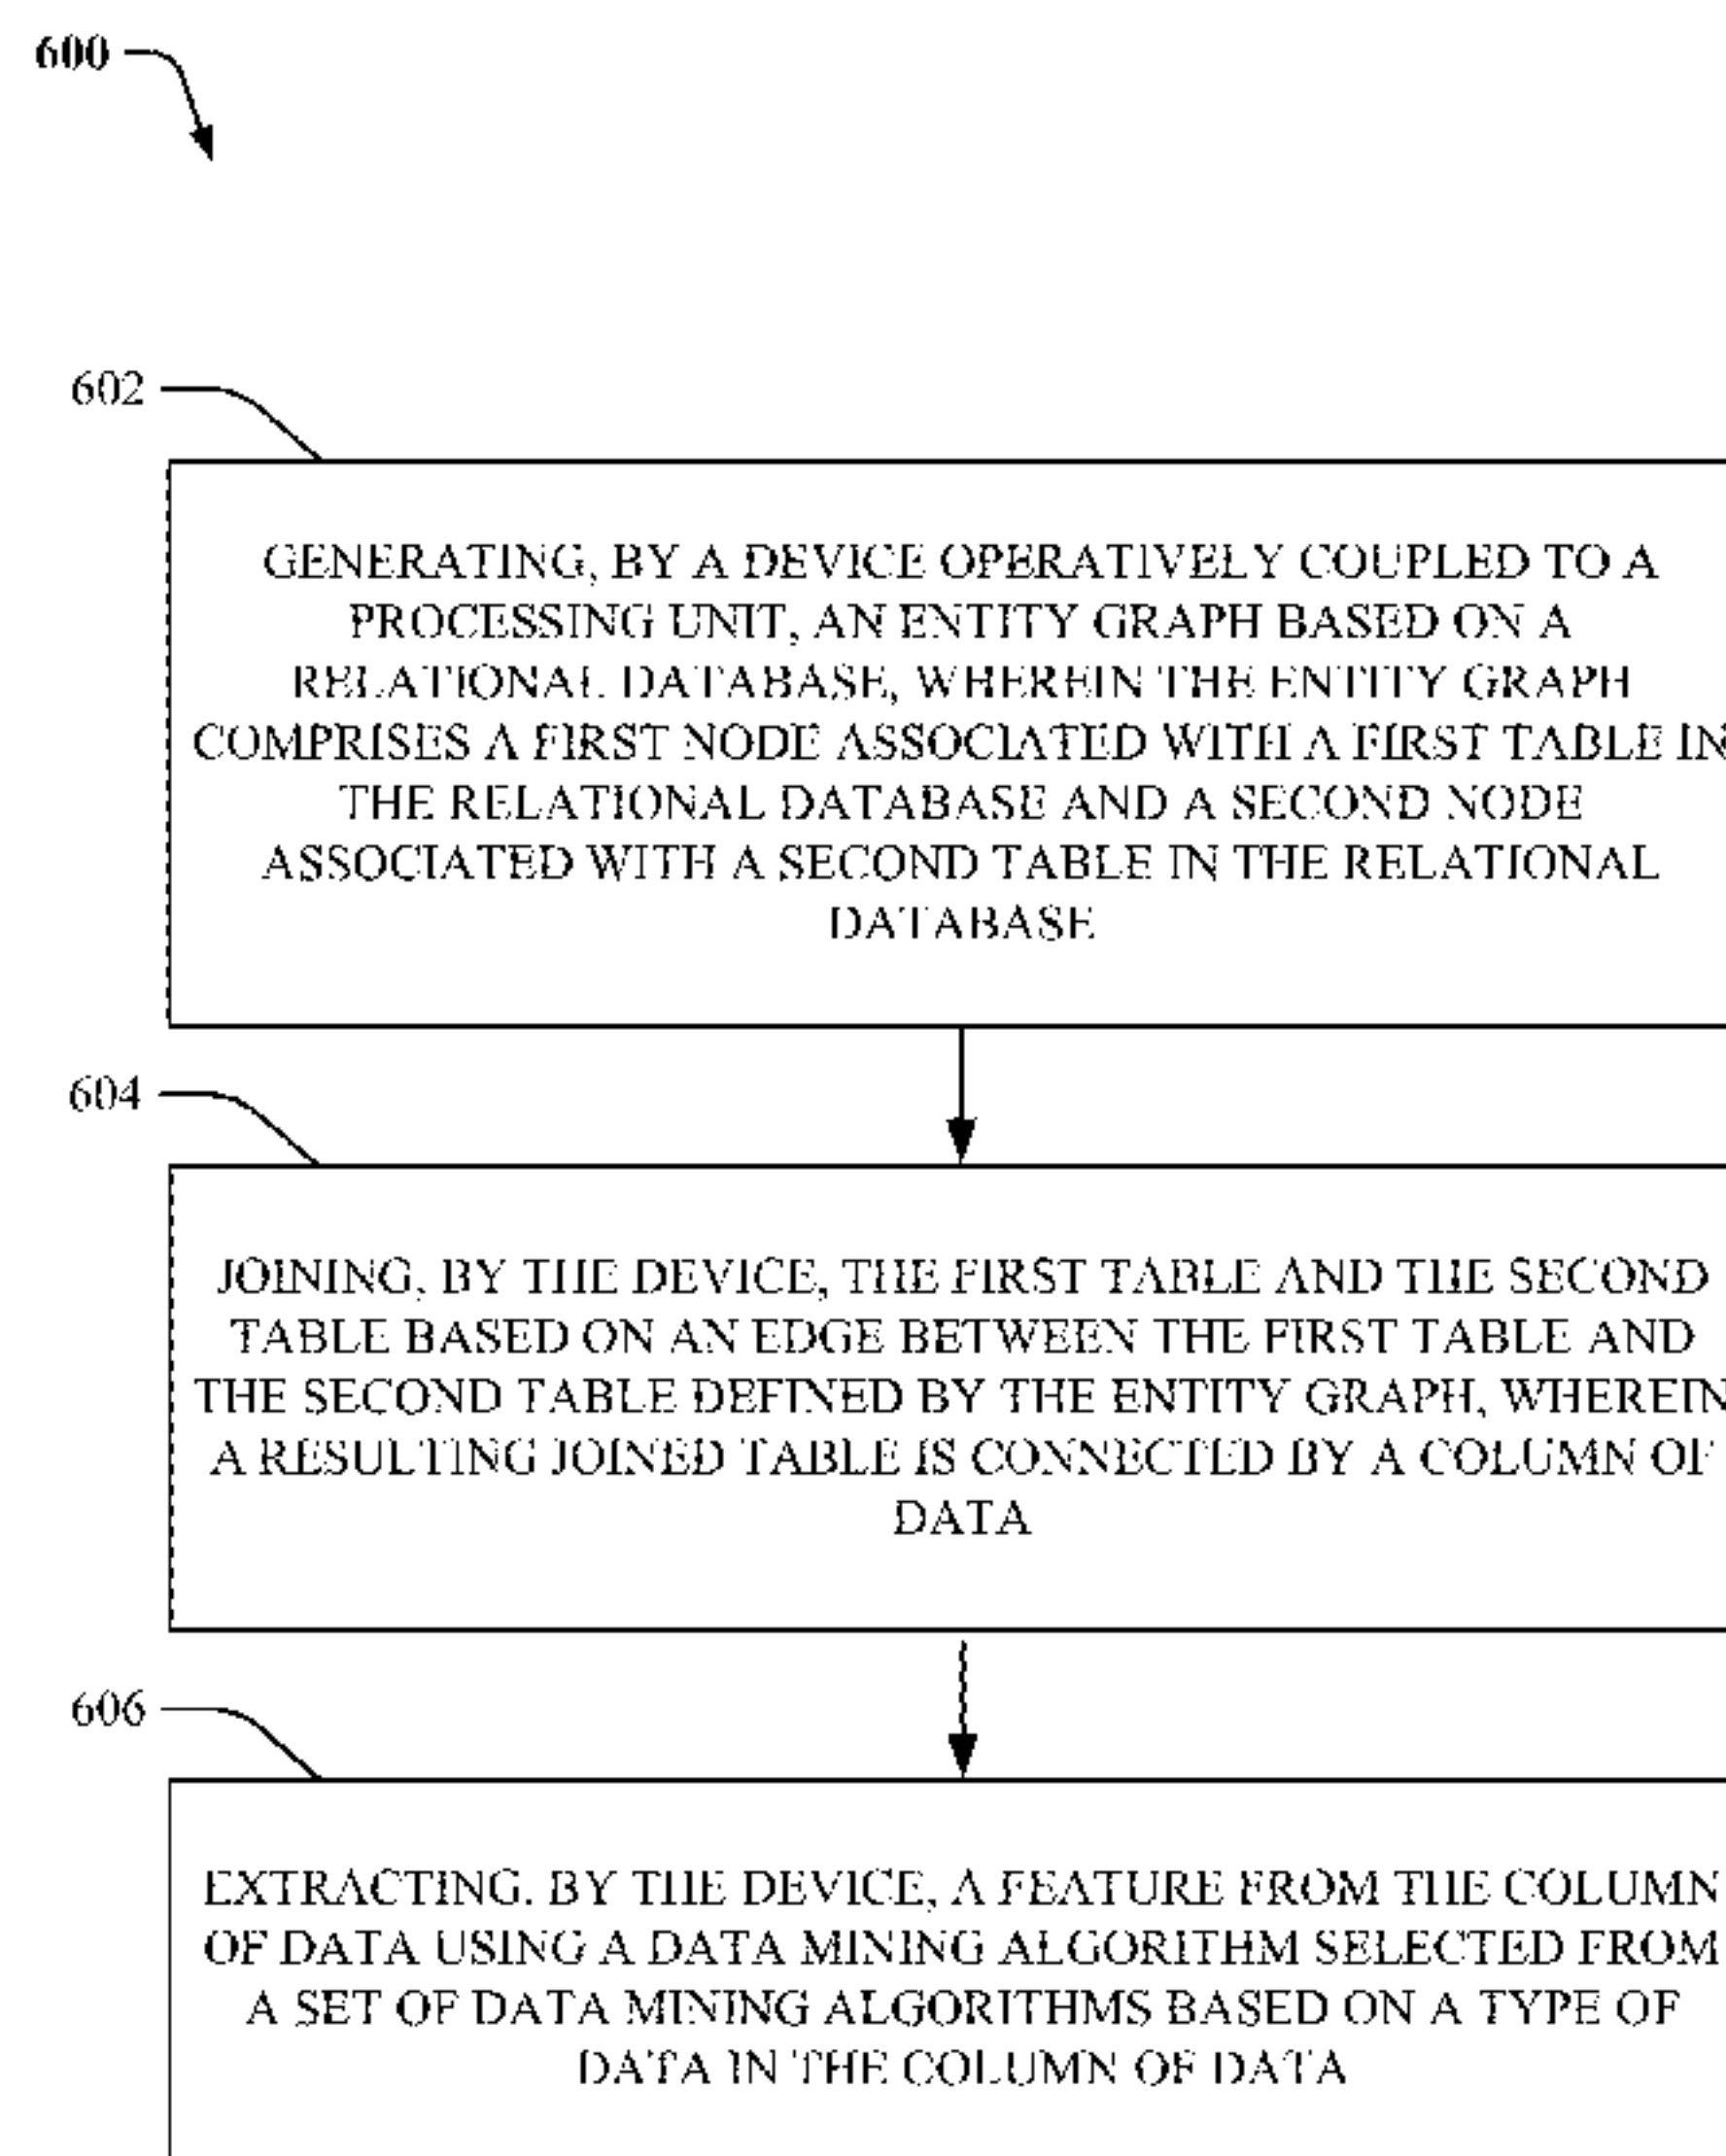 600
602
GENERATING, BY A DEVICE OPERATIVELY COUPLED TO A
PROCESSING UNIT, AN ENTITY GRAPH BASED ON A
RELATIONAL DATABASE, WHEREIN THE ENTITY GRAPH
COMPRISES A FIRST NODE ASSOCIATED WITH A FIRST TABLE IN
THE RELATIONAL DATABASE AND A SECOND NODE
ASSOCIATED WITH A SECOND TABLE IN THE RELATIONAL
DATABASE
604
JOINING, BY THE DEVICE, THE FIRST TABLE AND THE SECOND
TABLE BASED ON AN EDGE BETWEEN THE FIRST TABLE AND
THE SECOND TABLE DEFINED BY THE ENTITY GRAPH, WHEREIN
A RESULTING JOINED TABLE IS CONNECTED BY A COLUMN OF
DATA
606
EXTRACTING, BY THE DEVICE, A FEATURE FROM THE COLUMN
OF DATA USING A DATA MINING ALGORITHM SELECTED FROM
A SET OF DATA MINING ALGORITHMS BASED ON A TYPE OF
DATA IN THE COLUMN OF DATA